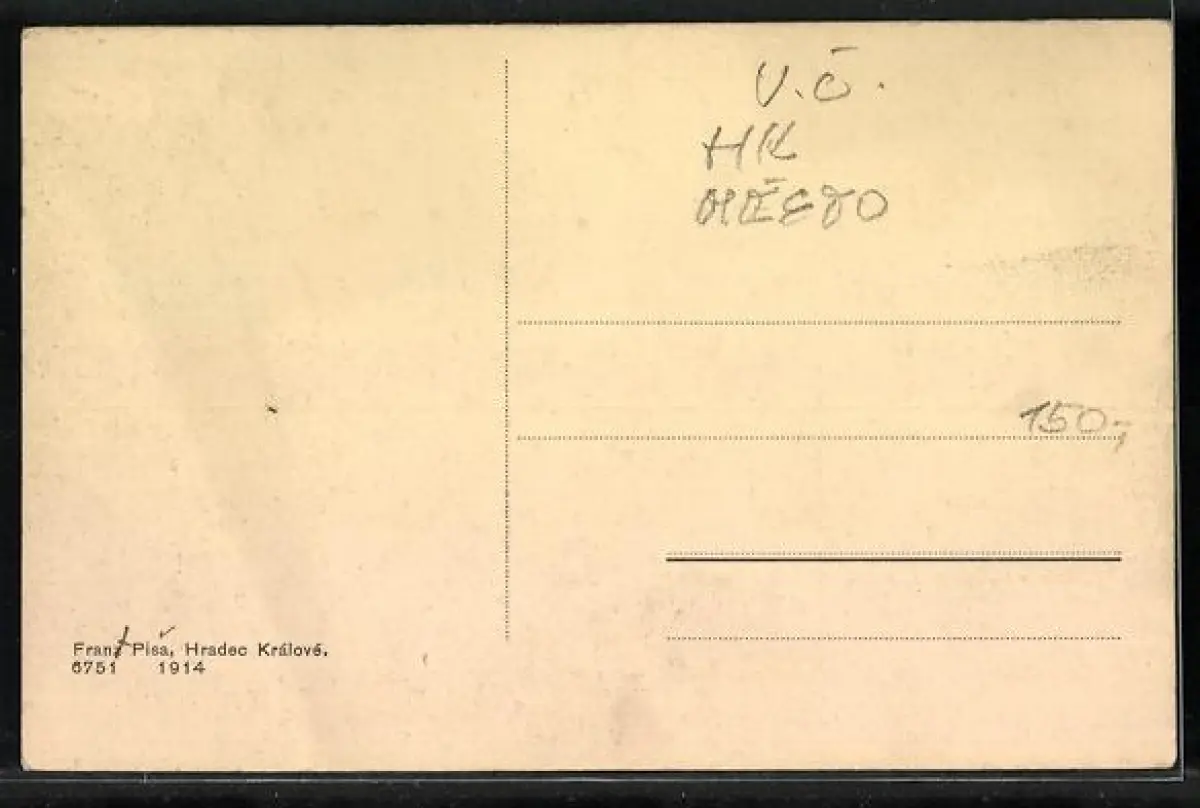 V.Č.
HK
MĚSTO
150,-
Franz Pisa, Hradec Králové.
6751 1914